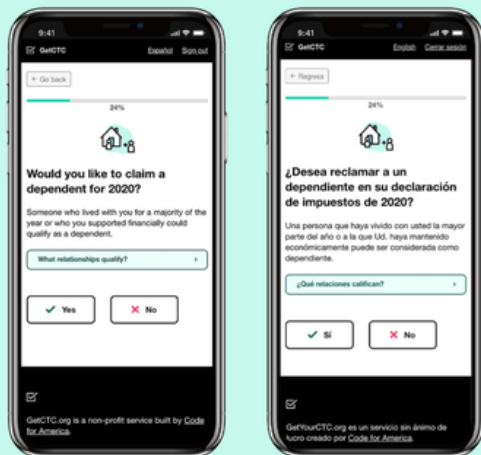 9:41
GetCTC Español Sign out
← Go back
24%
Would you like to claim a
dependent for 2020?
Someone who lived with you for a majority of the
year or who you supported financially could
qualify as a dependent.
What relationships qualify? ›
Yes
No
GetCTC.org is a non-profit service built by Code
for America.
9:41
GetCTC English Cerrar sesión
← Regresa
24%
¿Desea reclamar a un
dependiente en su declaración
de impuestos de 2020?
Una persona que haya vivido con usted la mayor
parte del año o a la que Ud. haya mantenido
económicamente puede ser considerada como
dependiente.
¿Qué relaciones califican? ›
Sí
No
GetYourCTC.org es un servicio sin ánimo de
lucro creado por Code for America.